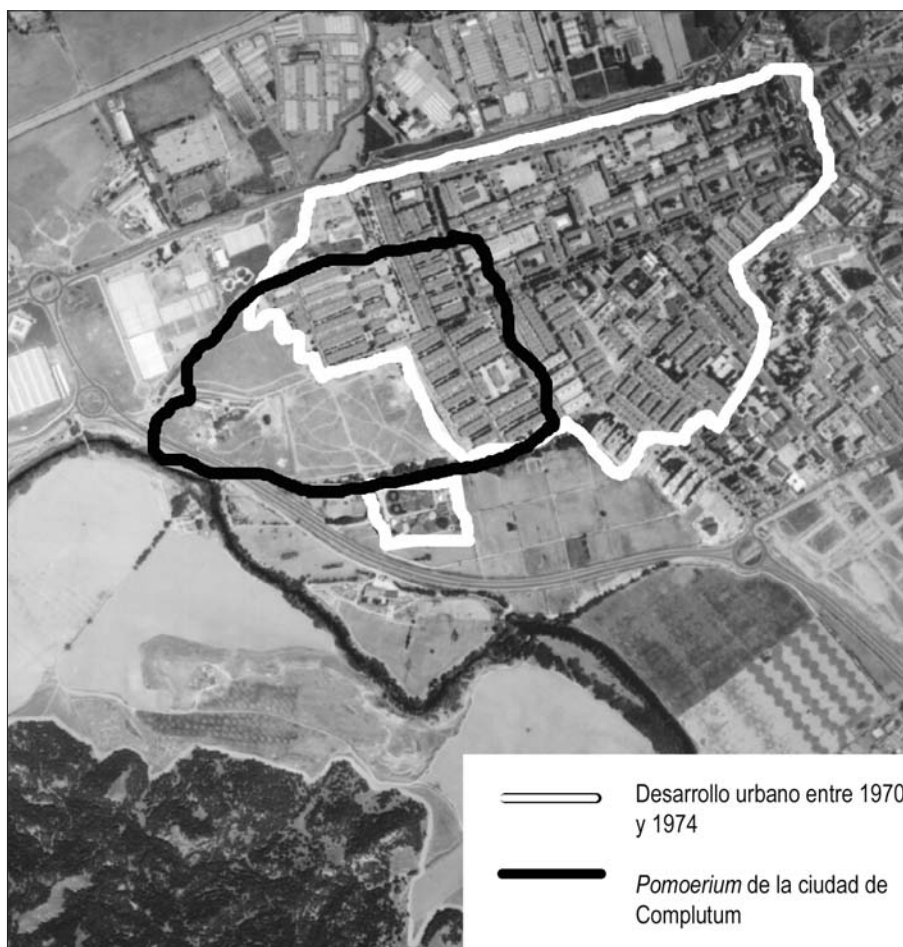 Desarrollo urbano entre 1970
y 1974
Pomoerium de la ciudad de
Complutum